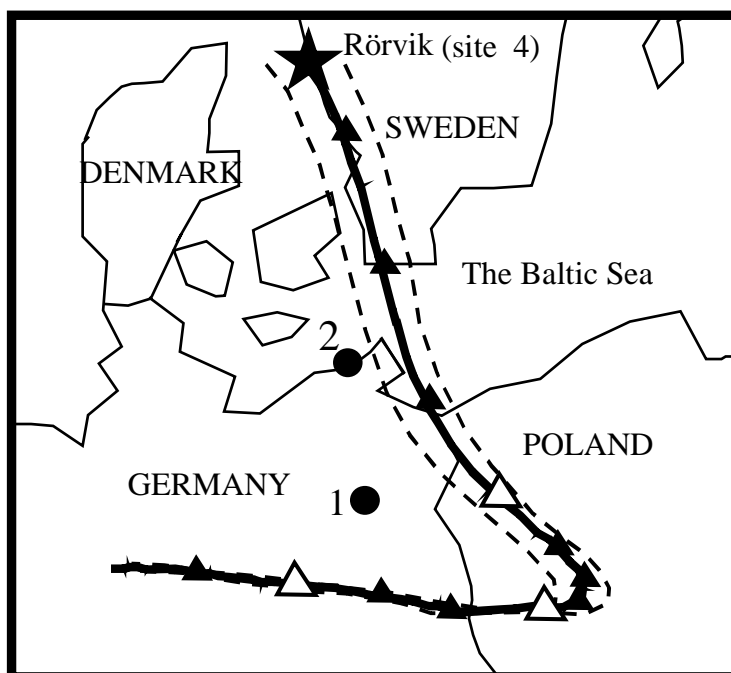 Rörvik (site 4)
SWEDEN
DENMARK
The Baltic Sea
2
POLAND
GERMANY
1